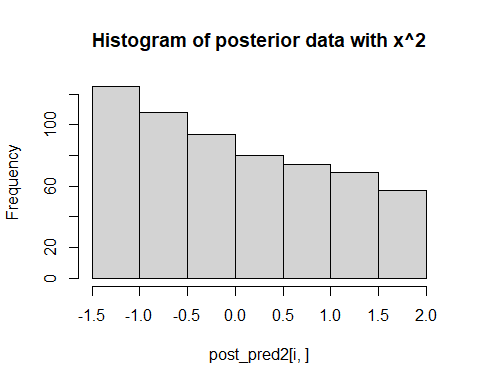 Histogram of posterior data with x^2
Frequency
100
60
20
0
-1.5 -1.0 -0.5 0.0 0.5 1.0 1.5 2.0
post_pred2[i, ]